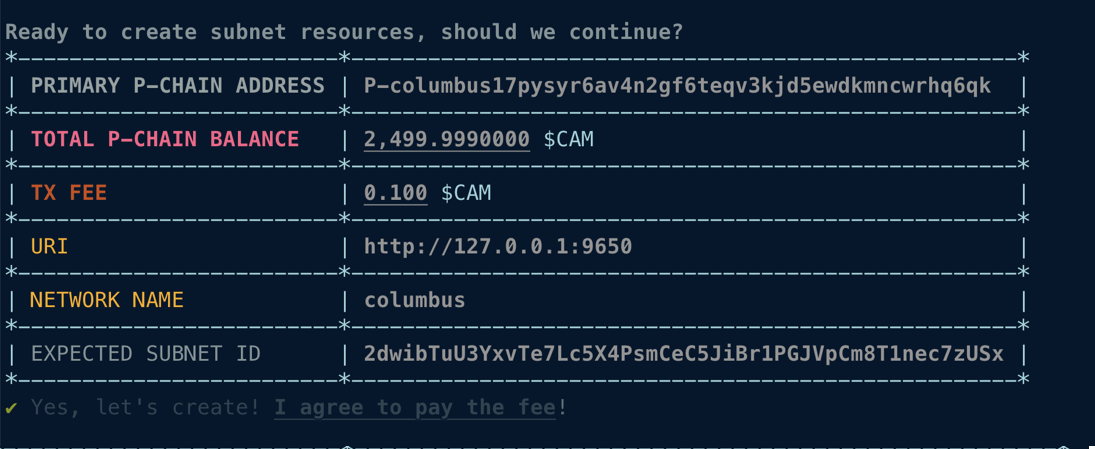 Ready to create subnet resources, should we continue?
PRIMARY P-CHAIN ADDRESS | P-columbus17pysyr6av4n2gf6teqv3kjd5ewdkmncwrhq6qk
TOTAL P-CHAIN BALANCE | 2,499.9990000 $CAM
TX FEE | 0.100 $CAM
URI | http://127.0.0.1:9650
NETWORK NAME | columbus
EXPECTED SUBNET ID | 2dwibTuU3YxvTe7Lc5X4PsmCeC5JiBr1PGJVpCm8T1nec7zUSx
✔ Yes, let's create! I agree to pay the fee!